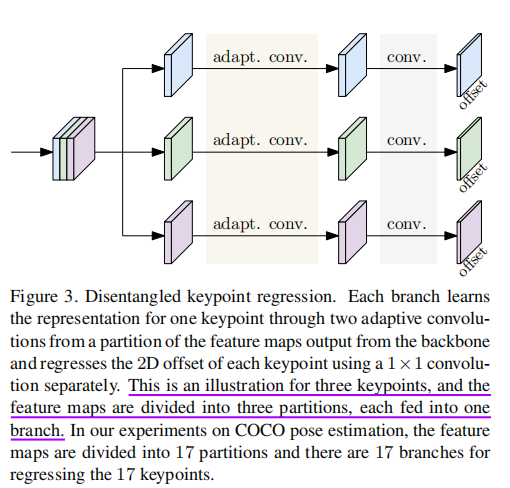 adapt. conv.
conv.
offset
adapt. conv.
conv.
offset
adapt. conv.
conv.
offset
Figure 3. Disentangled keypoint regression. Each branch learns
the representation for one keypoint through two adaptive convolu-
tions from a partition of the feature maps output from the backbone
and regresses the 2D offset of each keypoint using a 1 × 1 convolu-
tion separately. This is an illustration for three keypoints, and the
feature maps are divided into three partitions, each fed into one
branch. In our experiments on COCO pose estimation, the feature
maps are divided into 17 partitions and there are 17 branches for
regressing the 17 keypoints.